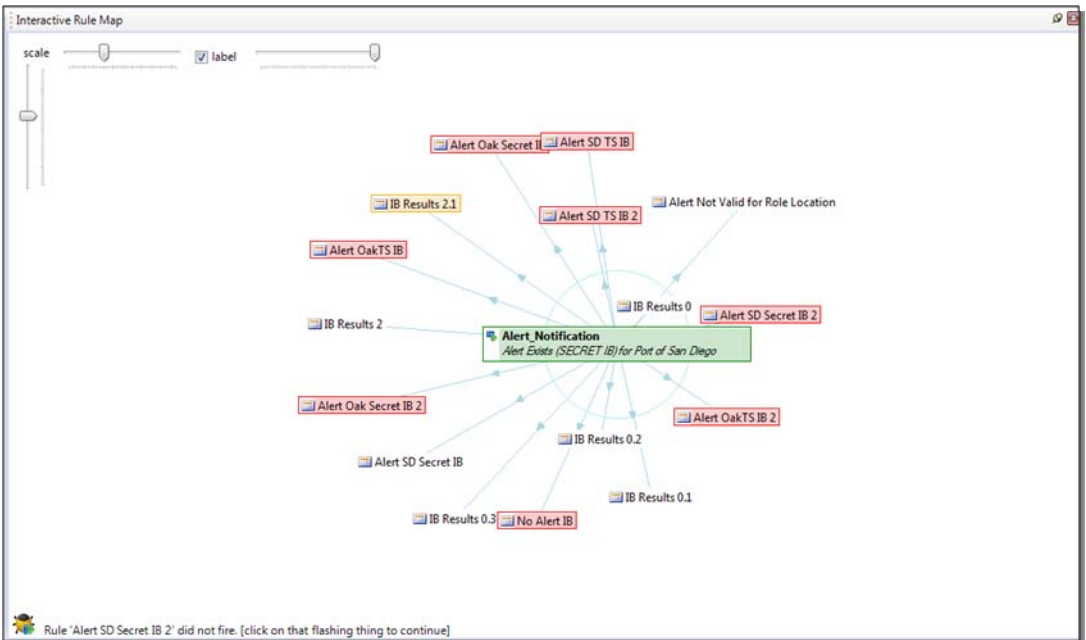 Interactive Rule Map
scale
label
Alert Oak Secret IB
Alert SD TS IB
IB Results 2.1
Alert SD TS IB 2
Alert Not Valid for Role Location
Alert OakTS IB
IB Results 0
IB Results 2
Alert SD Secret IB 2
Alert_Notification
Alert Exists (SECRET IB) for Port of San Diego
Alert Oak Secret IB 2
Alert OakTS IB 2
IB Results 0.2
Alert SD Secret IB
IB Results 0.1
IB Results 0.3
No Alert IB
Rule 'Alert SD Secret IB 2' did not fire. [click on that flashing thing to continue]